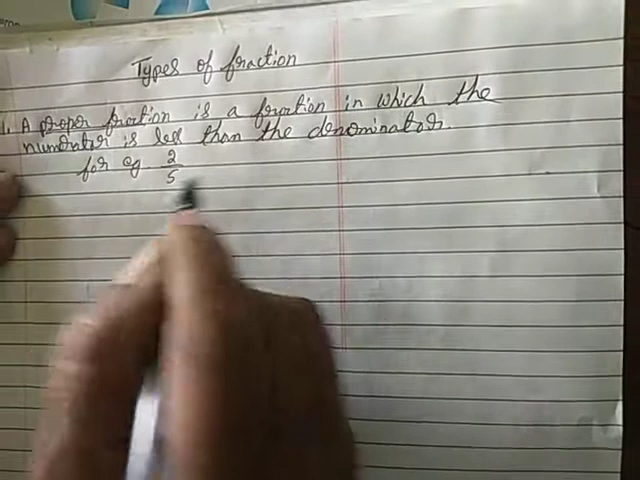 Types of fraction
1. A proper fraction is a fraction in which the
numerator is less than the denominator.
for eg 2/5